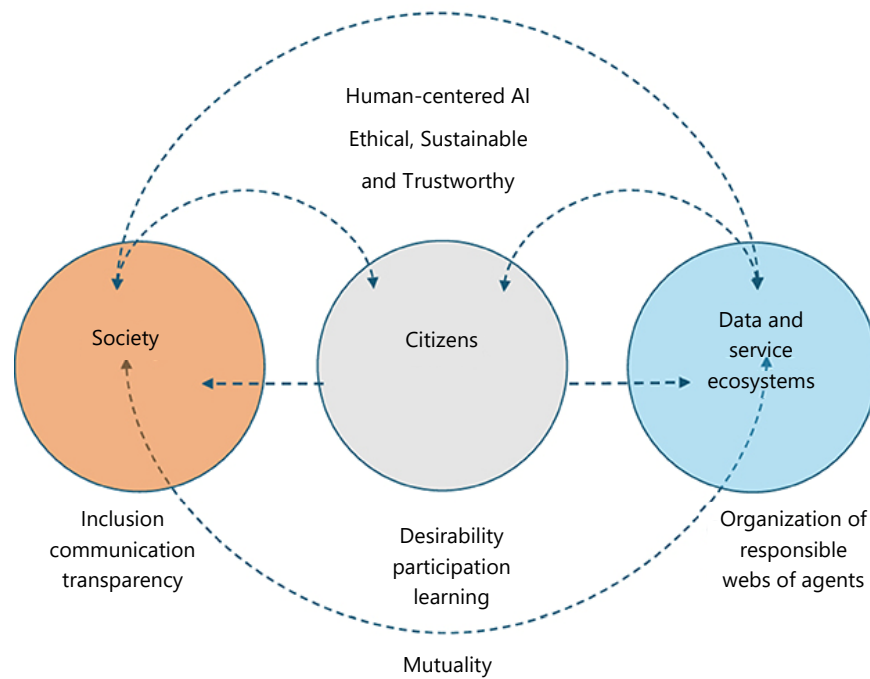 Human-centered AI
Ethical, Sustainable
and Trustworthy
Society
Citizens
Data and
service
ecosystems
Inclusion
communication
transparency
Desirability
participation
learning
Organization of
responsible
webs of agents
Mutuality